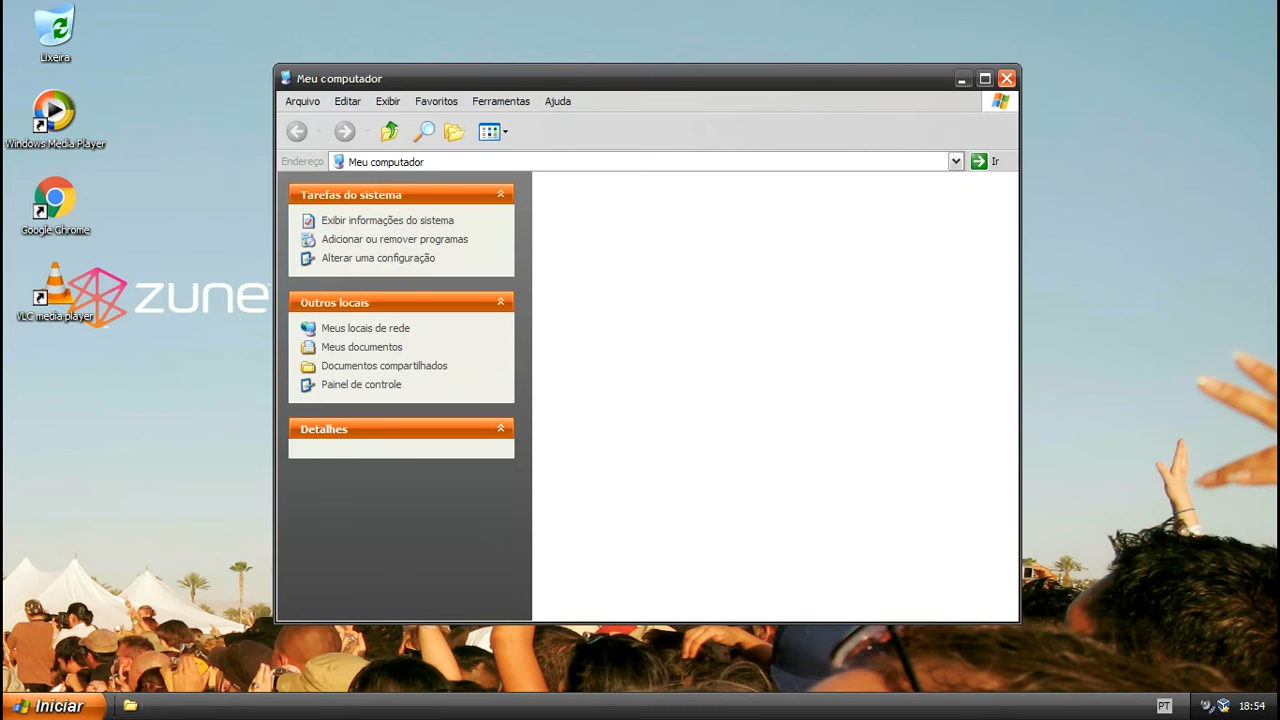 Lixeira
Windows Media Player
Google Chrome
VLC media player
zune
Meu computador
Arquivo Editar Exibir Favoritos Ferramentas Ajuda
Endereço Meu computador Ir
Tarefas do sistema
Exibir informações do sistema
Adicionar ou remover programas
Alterar uma configuração
Outros locais
Meus locais de rede
Meus documentos
Documentos compartilhados
Painel de controle
Detalhes
Iniciar PT 18:54